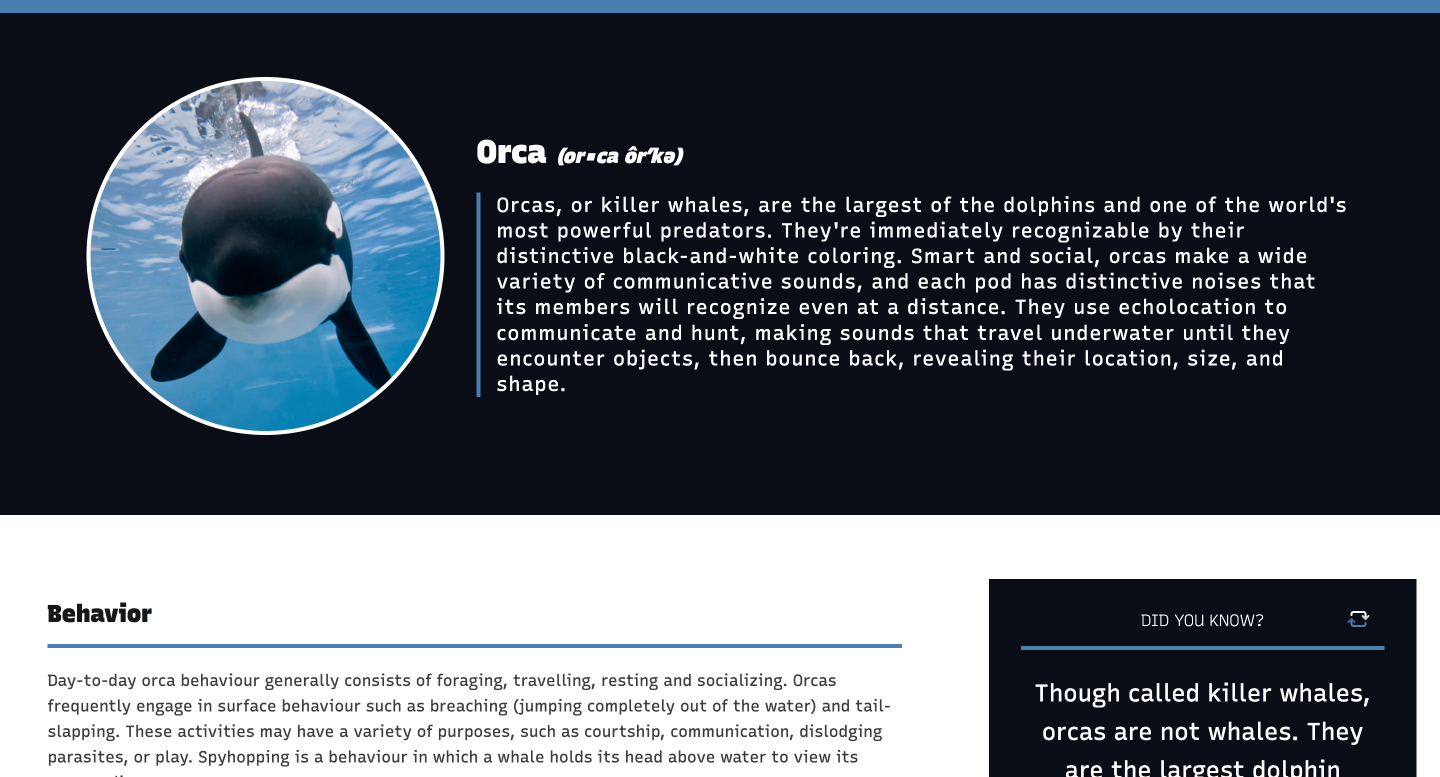 Orca (or▪ca ôr′kə)
Orcas, or killer whales, are the largest of the dolphins and one of the world's
most powerful predators. They're immediately recognizable by their
distinctive black-and-white coloring. Smart and social, orcas make a wide
variety of communicative sounds, and each pod has distinctive noises that
its members will recognize even at a distance. They use echolocation to
communicate and hunt, making sounds that travel underwater until they
encounter objects, then bounce back, revealing their location, size, and
shape.
Behavior
Day-to-day orca behaviour generally consists of foraging, travelling, resting and socializing. Orcas
frequently engage in surface behaviour such as breaching (jumping completely out of the water) and tail-
slapping. These activities may have a variety of purposes, such as courtship, communication, dislodging
parasites, or play. Spyhopping is a behaviour in which a whale holds its head above water to view its
DID YOU KNOW?
Though called killer whales,
orcas are not whales. They
are the largest dolphin